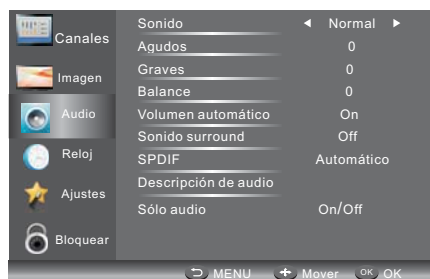 Canales
Imagen
Audio
Reloj
Ajustes
Bloquear
Sonido ◄ Normal ►
Agudos 0
Graves 0
Balance 0
Volumen automático On
Sonido surround Off
SPDIF Automático
Descripción de audio
Sólo audio On/Off
MENU Mover OK OK